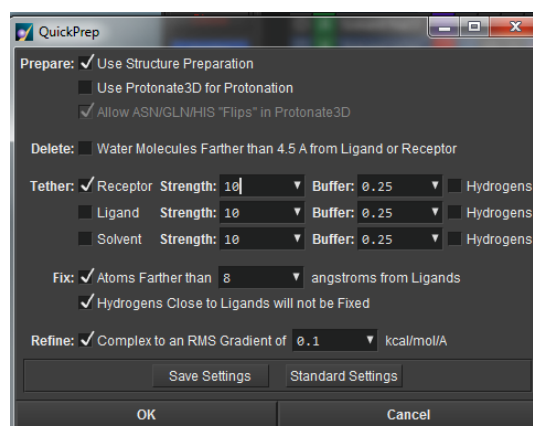 QuickPrep
Prepare: Use Structure Preparation
Use Protonate3D for Protonation
Allow ASN/GLN/HIS "Flips" in Protonate3D
Delete: Water Molecules Farther than 4.5 A from Ligand or Receptor
Tether: Receptor Strength: 10 Buffer: 0.25 Hydrogens
Ligand Strength: 10 Buffer: 0.25 Hydrogens
Solvent Strength: 10 Buffer: 0.25 Hydrogens
Fix: Atoms Farther than 8 angstroms from Ligands
Hydrogens Close to Ligands will not be Fixed
Refine: Complex to an RMS Gradient of 0.1 kcal/mol/A
Save Settings Standard Settings
OK Cancel